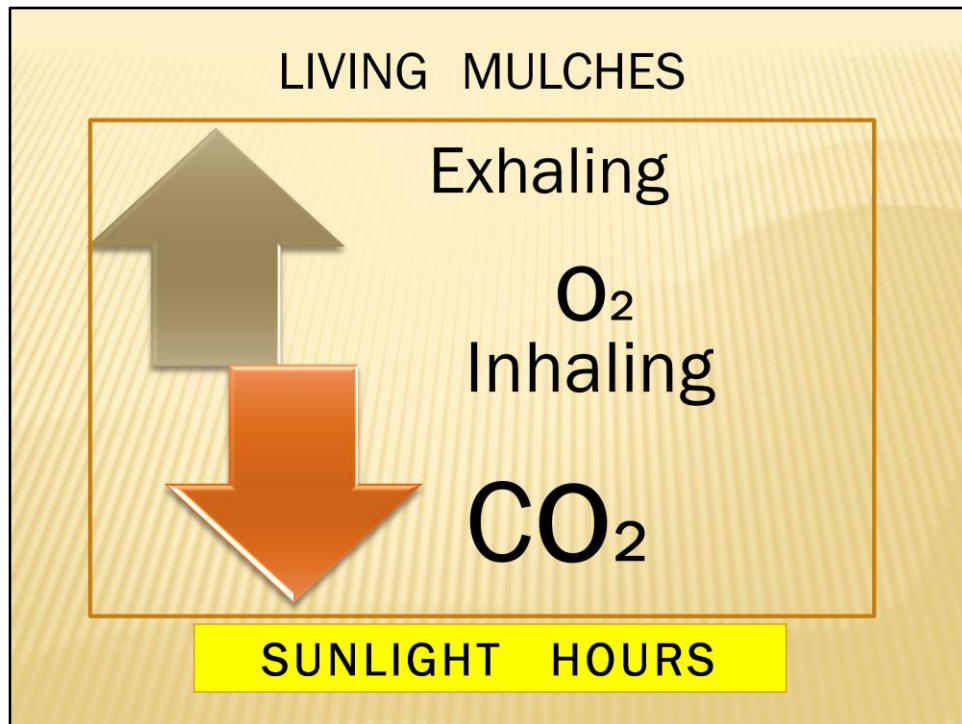 LIVING MULCHES
Exhaling
O₂
Inhaling
CO₂
SUNLIGHT HOURS